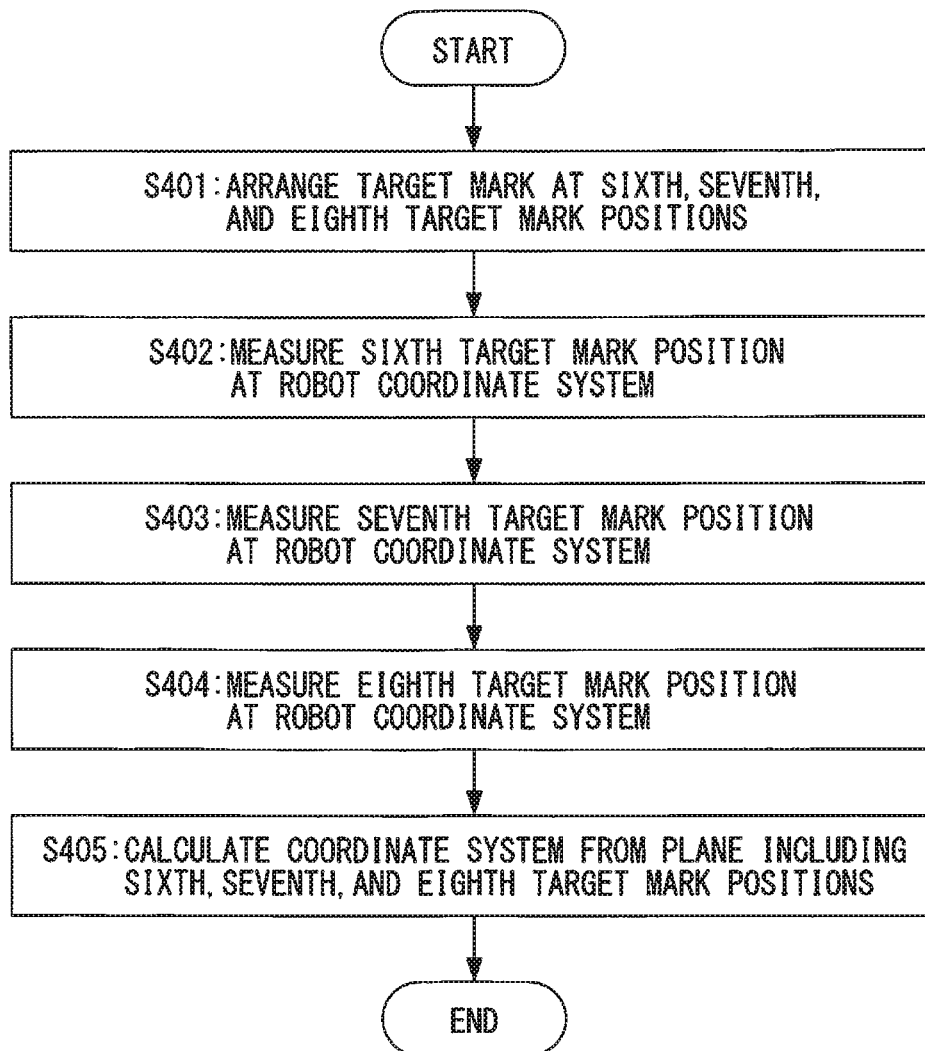 START
S401:ARRANGE TARGET MARK AT SIXTH, SEVENTH,
AND EIGHTH TARGET MARK POSITIONS
S402:MEASURE SIXTH TARGET MARK POSITION
AT ROBOT COORDINATE SYSTEM
S403:MEASURE SEVENTH TARGET MARK POSITION
AT ROBOT COORDINATE SYSTEM
S404:MEASURE EIGHTH TARGET MARK POSITION
AT ROBOT COORDINATE SYSTEM
S405:CALCULATE COORDINATE SYSTEM FROM PLANE INCLUDING
SIXTH, SEVENTH, AND EIGHTH TARGET MARK POSITIONS
END